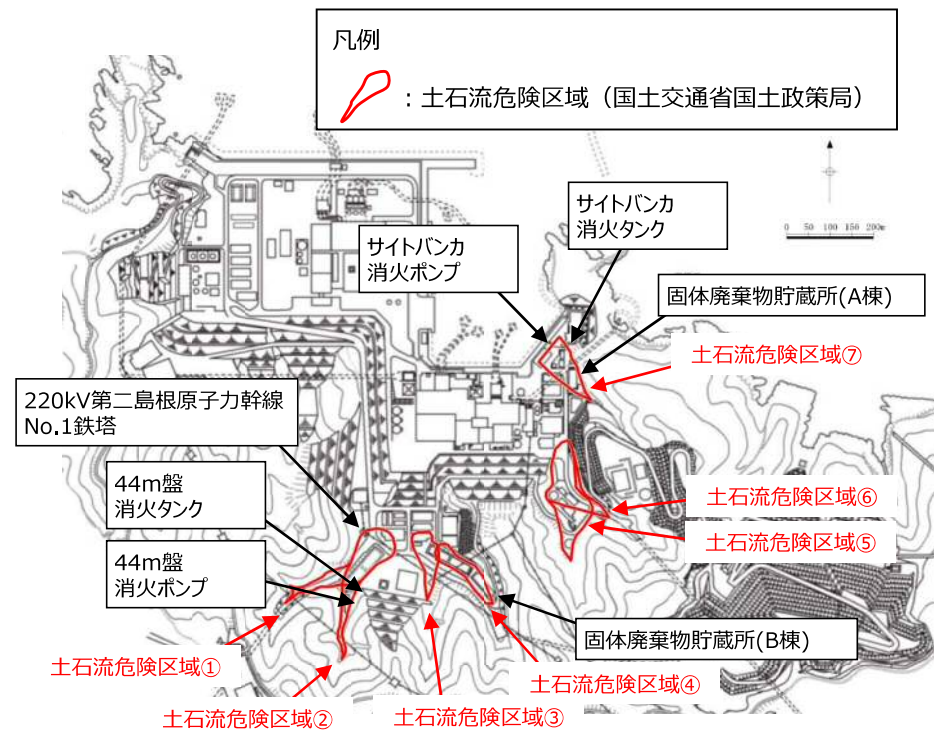 凡例
：土石流危険区域（国土交通省国土政策局）
サイトバンカ
消火タンク
0 50 100 150 200m
サイトバンカ
消火ポンプ
固体廃棄物貯蔵所(A棟)
土石流危険区域⑦
220kV第二島根原子力幹線
No.1鉄塔
44m盤
消火タンク
土石流危険区域⑥
土石流危険区域⑤
44m盤
消火ポンプ
固体廃棄物貯蔵所(B棟)
土石流危険区域①
土石流危険区域④
土石流危険区域②
土石流危険区域③